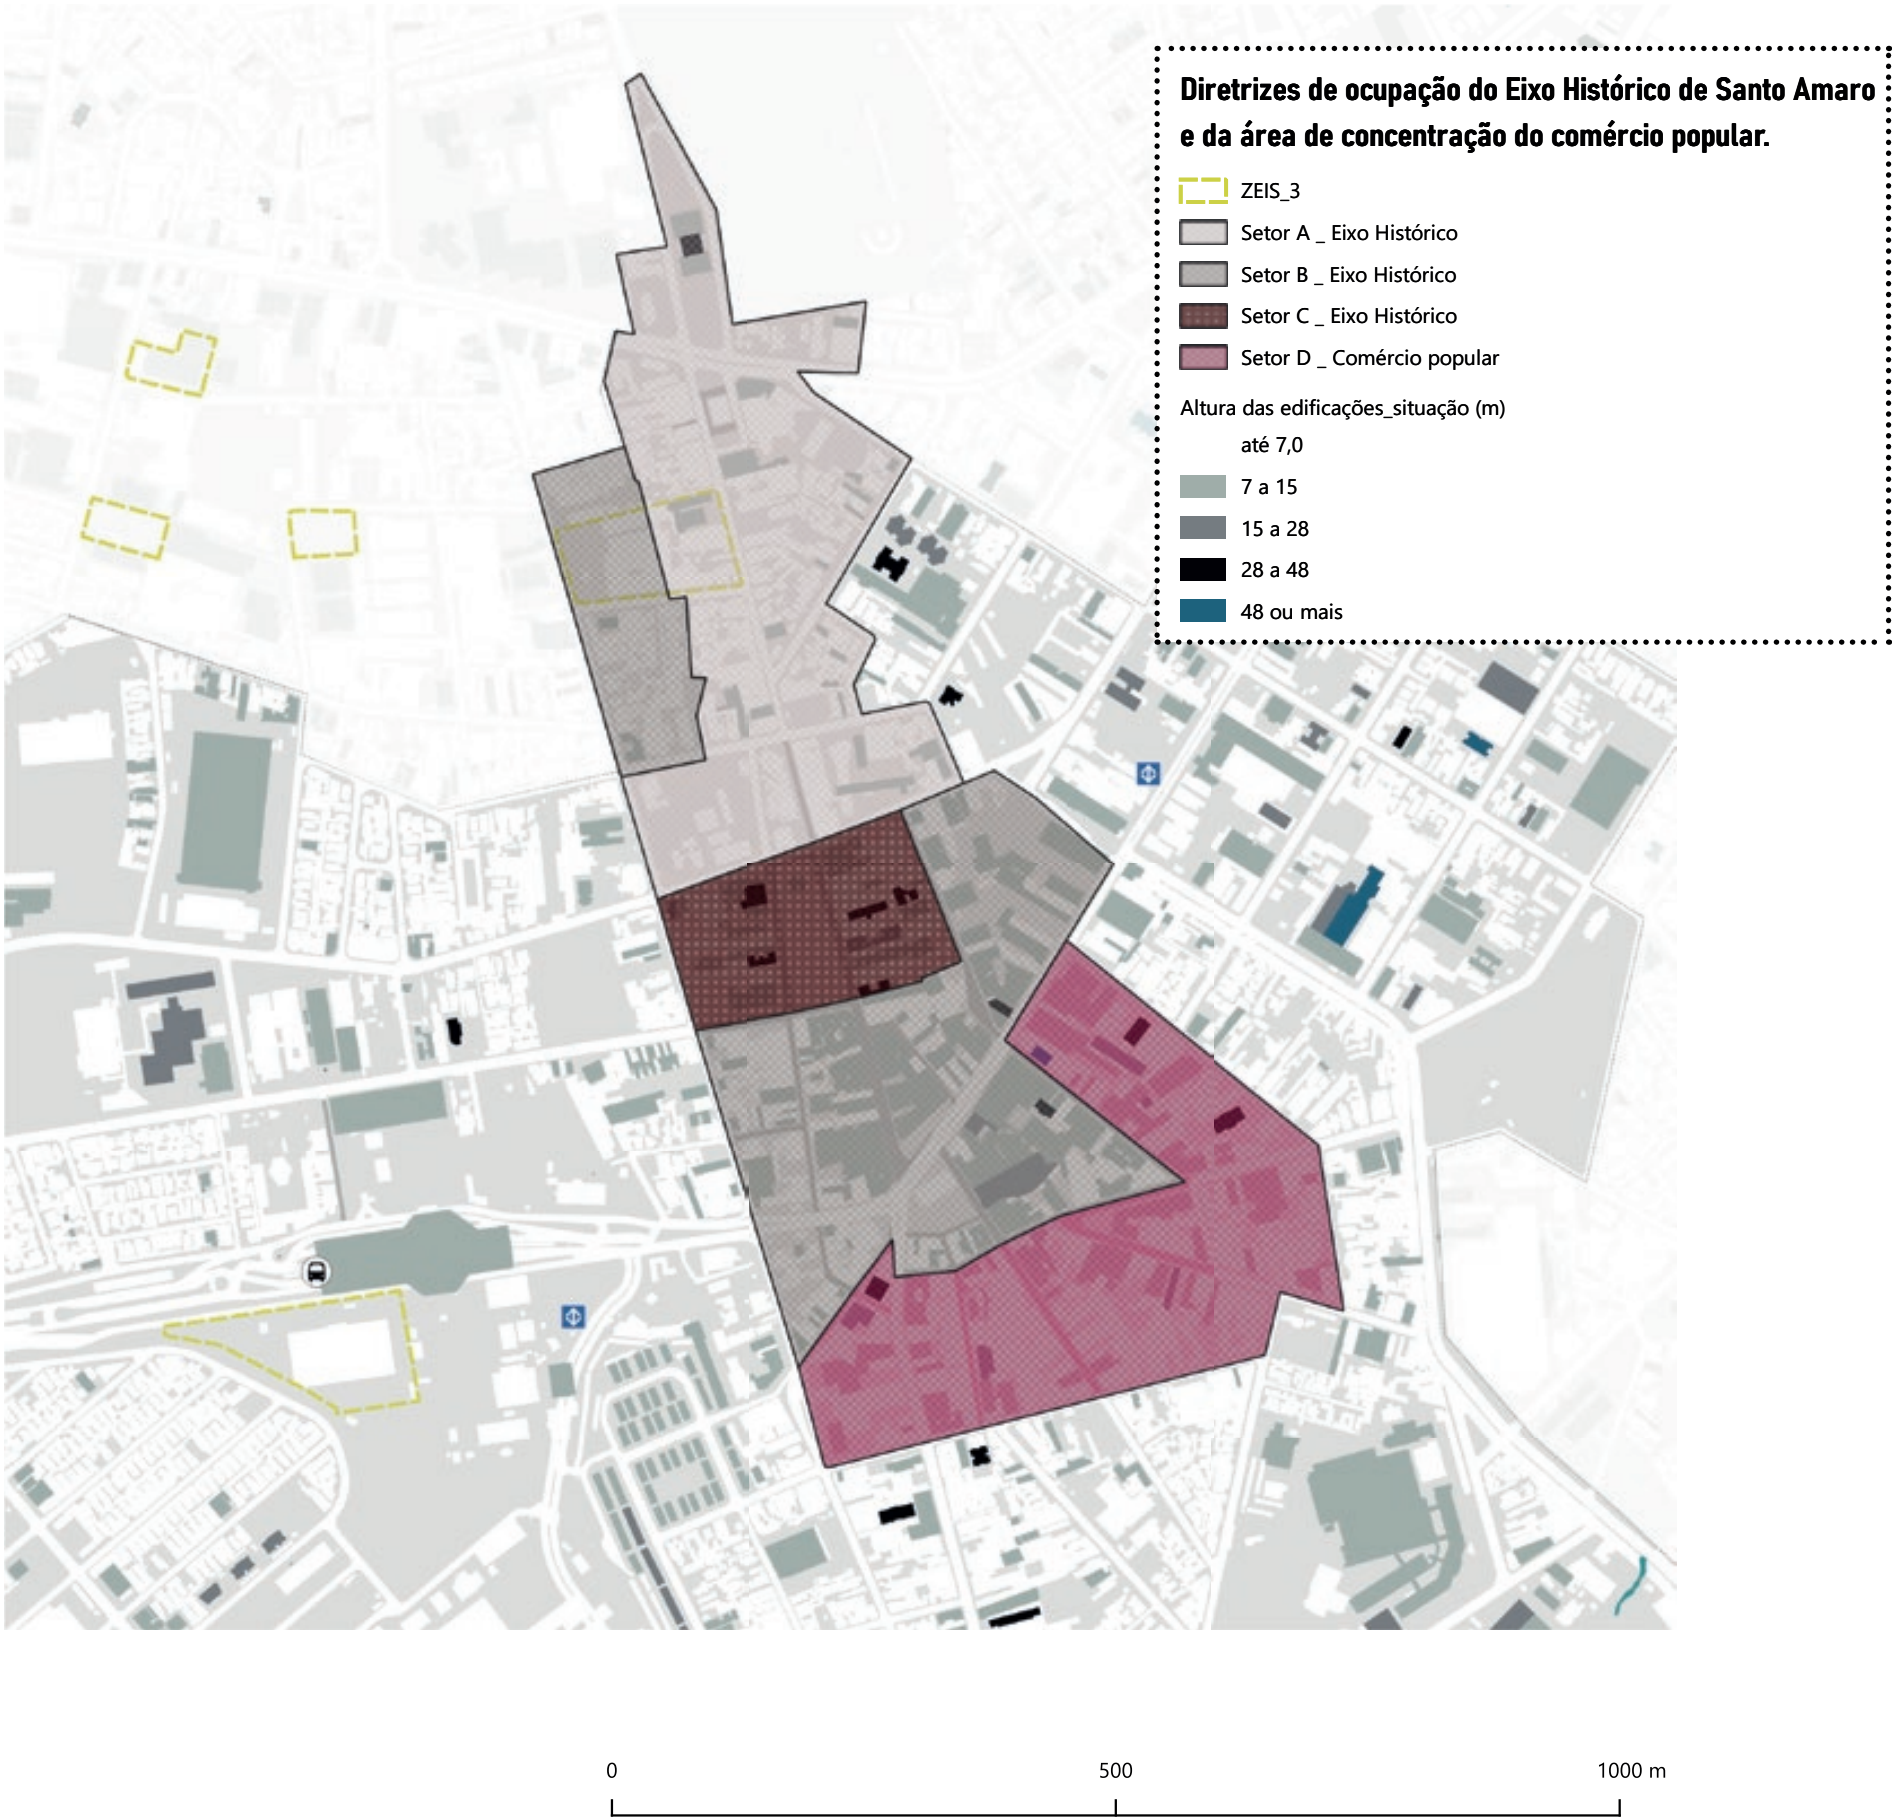 Diretrizes de ocupação do Eixo Histórico de Santo Amaro
e da área de concentração do comércio popular.
ZEIS_3
Setor A _ Eixo Histórico
Setor B _ Eixo Histórico
Setor C _ Eixo Histórico
Setor D _ Comércio popular
Altura das edificações_situação (m)
até 7,0
7 a 15
15 a 28
28 a 48
48 ou mais
0 500 1000 m